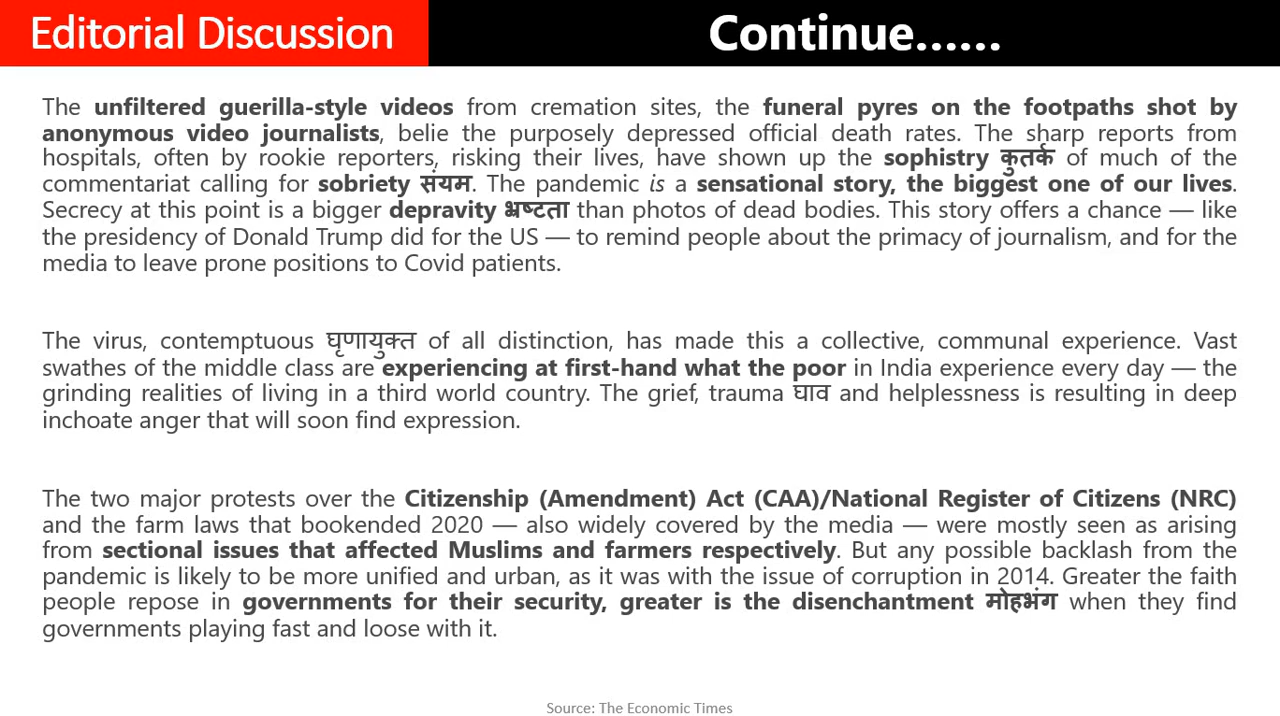 Editorial Discussion
Continue......
The unfiltered guerilla-style videos from cremation sites, the funeral pyres on the footpaths shot by
anonymous video journalists, belie the purposely depressed official death rates. The sharp reports from
hospitals, often by rookie reporters, risking their lives, have shown up the sophistry कुतर्क of much of the
commentariat calling for sobriety संयम. The pandemic is a sensational story, the biggest one of our lives.
Secrecy at this point is a bigger depravity भ्रष्टता than photos of dead bodies. This story offers a chance — like
the presidency of Donald Trump did for the US — to remind people about the primacy of journalism, and for the
media to leave prone positions to Covid patients.
The virus, contemptuous घृणायुक्त of all distinction, has made this a collective, communal experience. Vast
swathes of the middle class are experiencing at first-hand what the poor in India experience every day — the
grinding realities of living in a third world country. The grief, trauma घाव and helplessness is resulting in deep
inchoate anger that will soon find expression.
The two major protests over the Citizenship (Amendment) Act (CAA)/National Register of Citizens (NRC)
and the farm laws that bookended 2020 — also widely covered by the media — were mostly seen as arising
from sectional issues that affected Muslims and farmers respectively. But any possible backlash from the
pandemic is likely to be more unified and urban, as it was with the issue of corruption in 2014. Greater the faith
people repose in governments for their security, greater is the disenchantment मोहभंग when they find
governments playing fast and loose with it.
Source: The Economic Times